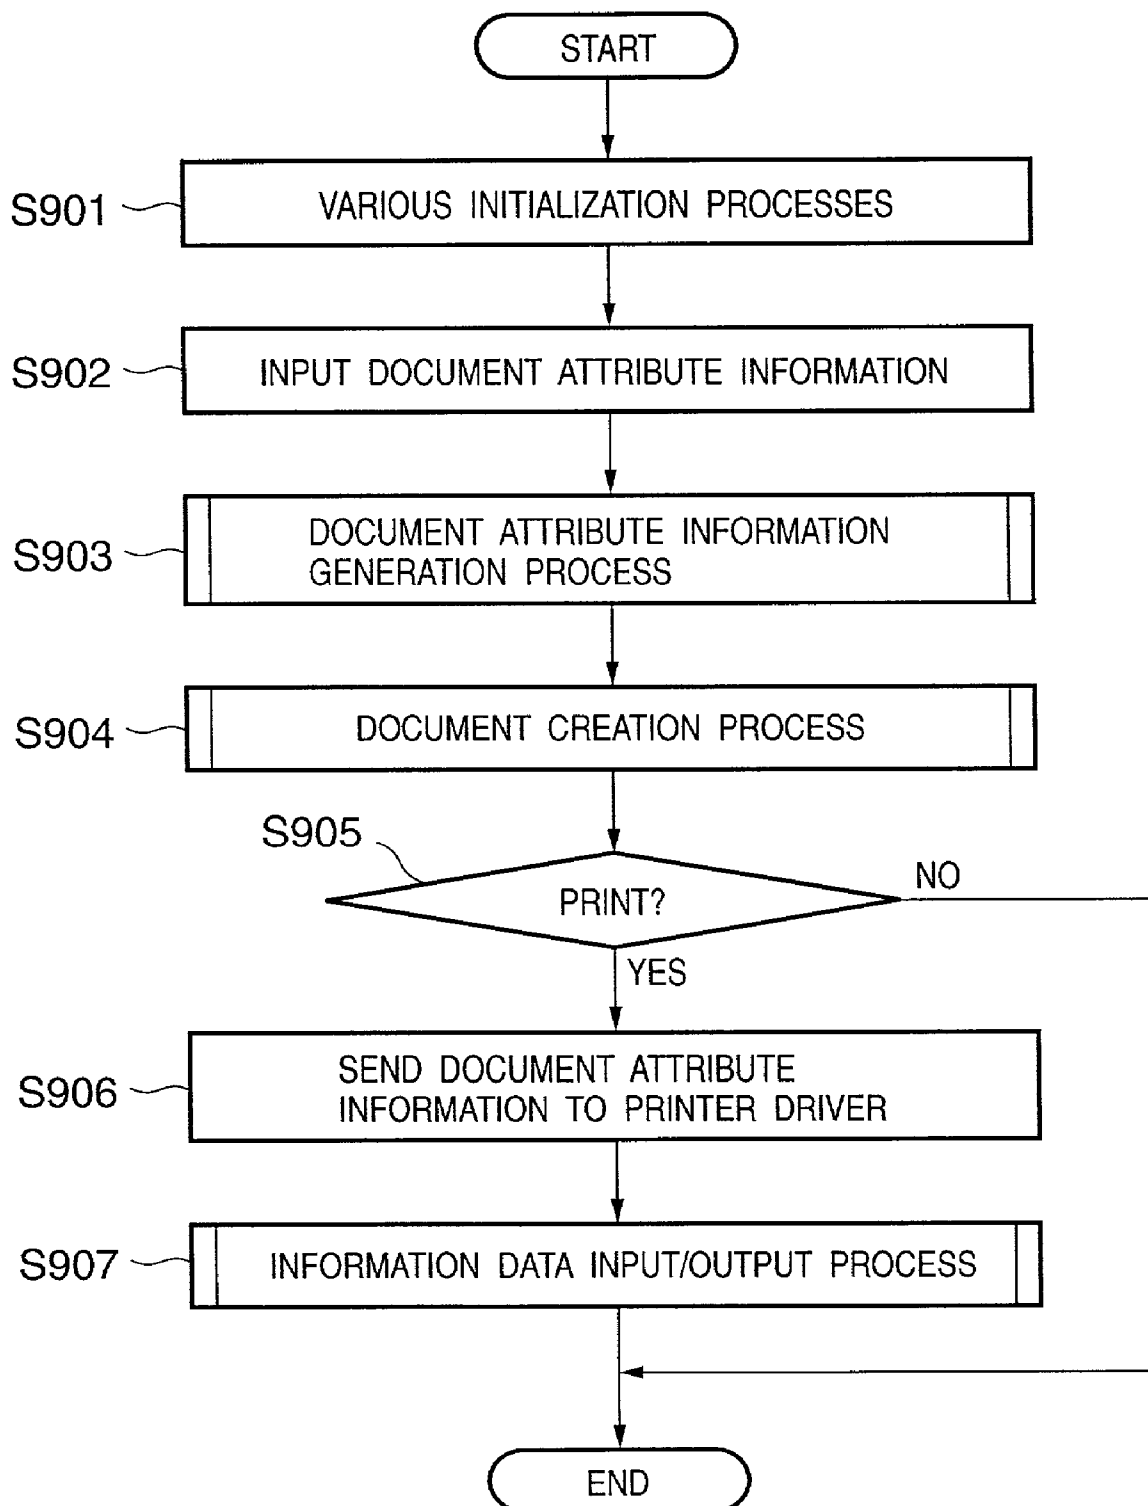 START
S901
VARIOUS INITIALIZATION PROCESSES
S902
INPUT DOCUMENT ATTRIBUTE INFORMATION
S903
DOCUMENT ATTRIBUTE INFORMATION
GENERATION PROCESS
S904
DOCUMENT CREATION PROCESS
S905
PRINT?
NO
YES
S906
SEND DOCUMENT ATTRIBUTE
INFORMATION TO PRINTER DRIVER
S907
INFORMATION DATA INPUT/OUTPUT PROCESS
END